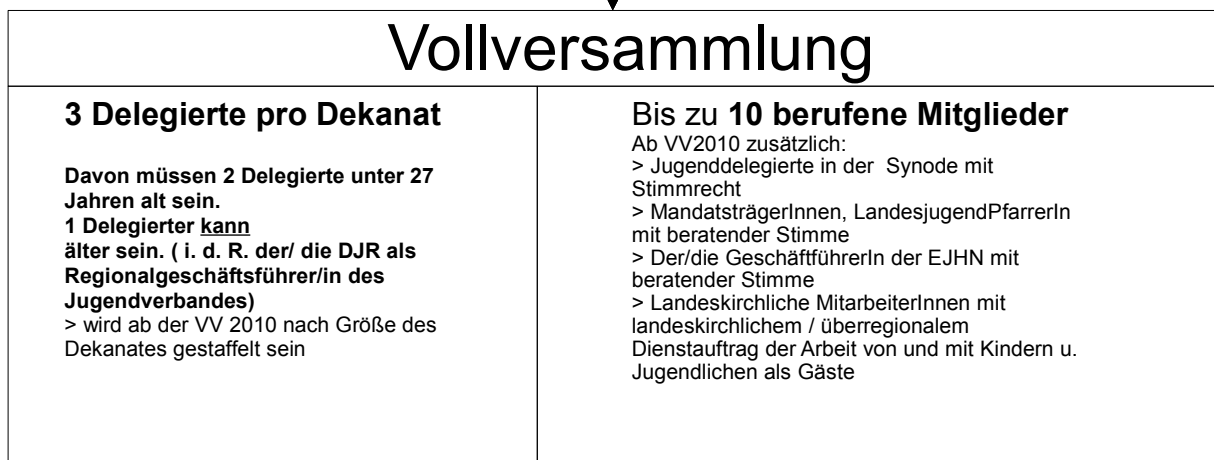 Vollversammlung
3 Delegierte pro Dekanat
Davon müssen 2 Delegierte unter 27
Jahren alt sein.
1 Delegierter kann
älter sein. ( i. d. R. der/ die DJR als
Regionalgeschäftsführer/in des
Jugendverbandes)
> wird ab der VV 2010 nach Größe des
Dekanates gestaffelt sein
Bis zu 10 berufene Mitglieder
Ab VV2010 zusätzlich:
> Jugenddelegierte in der Synode mit
Stimmrecht
> MandatsträgerInnen, LandesjugendPfarrerIn
mit beratender Stimme
> Der/die GeschäftführerIn der EJHN mit
beratender Stimme
> Landeskirchliche MitarbeiterInnen mit
landeskirchlichem / überregionalem
Dienstauftrag der Arbeit von und mit Kindern u.
Jugendlichen als Gäste